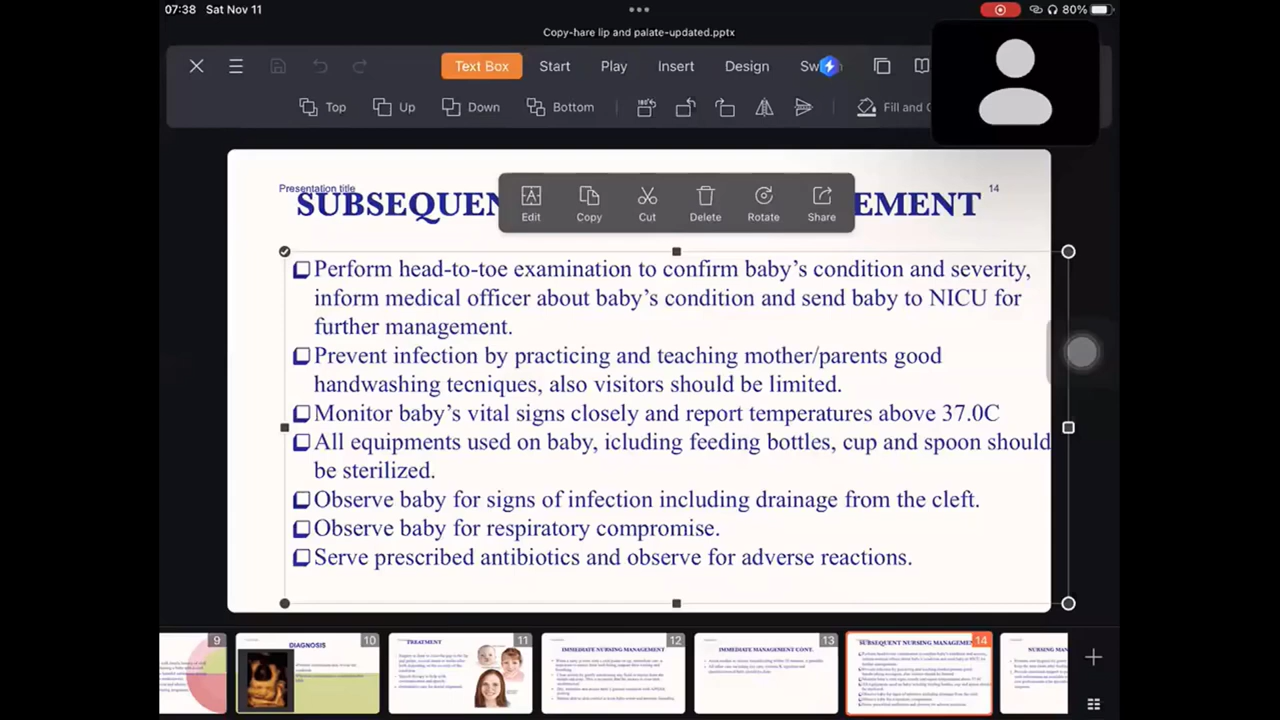 07:38 Sat Nov 11
80%
Copy-hare lip and palate-updated.pptx
Text Box Start Play Insert Design
Top Up Down Bottom Fill and
Presentation title
14
SUBSEQUEN EMENT
Edit Copy Cut Delete Rotate Share
Perform head-to-toe examination to confirm baby’s condition and severity,
inform medical officer about baby’s condition and send baby to NICU for
further management.
Prevent infection by practicing and teaching mother/parents good
handwashing tecniques, also visitors should be limited.
Monitor baby’s vital signs closely and report temperatures above 37.0C
All equipments used on baby, icluding feeding bottles, cup and spoon should
be sterilized.
Observe baby for signs of infection including drainage from the cleft.
Observe baby for respiratory compromise.
Serve prescribed antibiotics and observe for adverse reactions.
9 10 11 12 13 14
DIAGNOSIS
TREATMENT
IMMEDIATE NURSING MANAGEMENT
IMMEDIATE MANAGEMENT CONT.
SUBSEQUENT NURSING MANAGEMEN